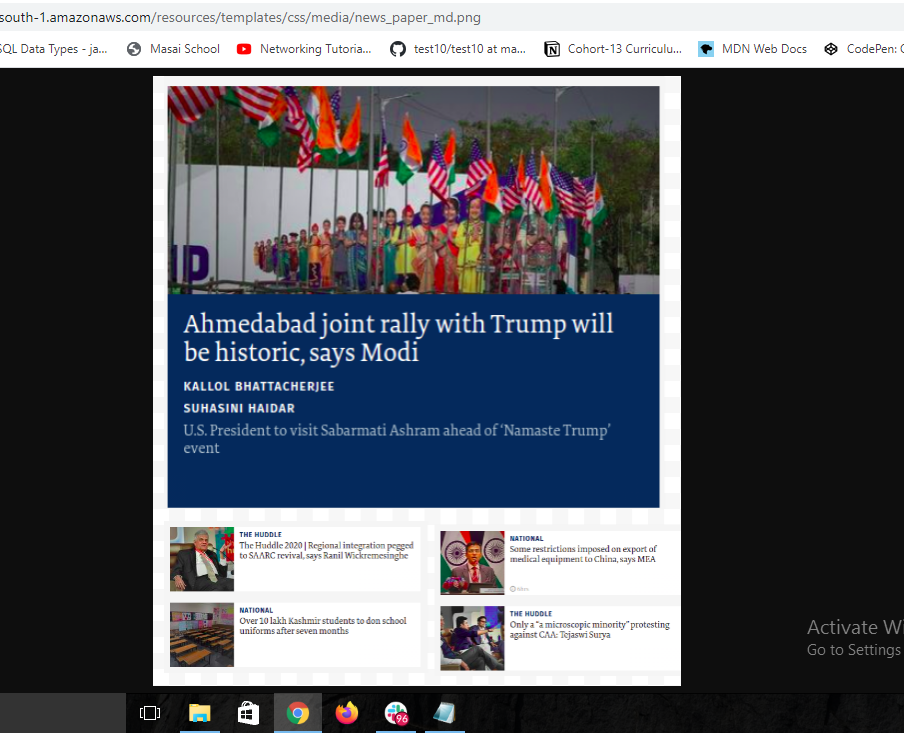 south-1.amazonaws.com/resources/templates/css/media/news_paper_md.png
SQL Data Types - ja...
Masai School
Networking Tutoria...
test10/test10 at ma...
Cohort-13 Curriculu...
MDN Web Docs
CodePen:
Ahmedabad joint rally with Trump will
be historic, says Modi
KALLOL BHATTACHERJEE
SUHASINI HAIDAR
U.S. President to visit Sabarmati Ashram ahead of ‘Namaste Trump’
event
THE HUDDLE
The Huddle 2020 | Regional integration pegged
to SAARC revival, says Ranil Wickremesinghe
NATIONAL
Some restrictions imposed on export of
medical equipment to China, says MEA
NATIONAL
Over 10 lakh Kashmir students to don school
uniforms after seven months
THE HUDDLE
Only a “a microscopic minority” protesting
against CAA: Tejaswi Surya
Activate Wi
Go to Settings
96